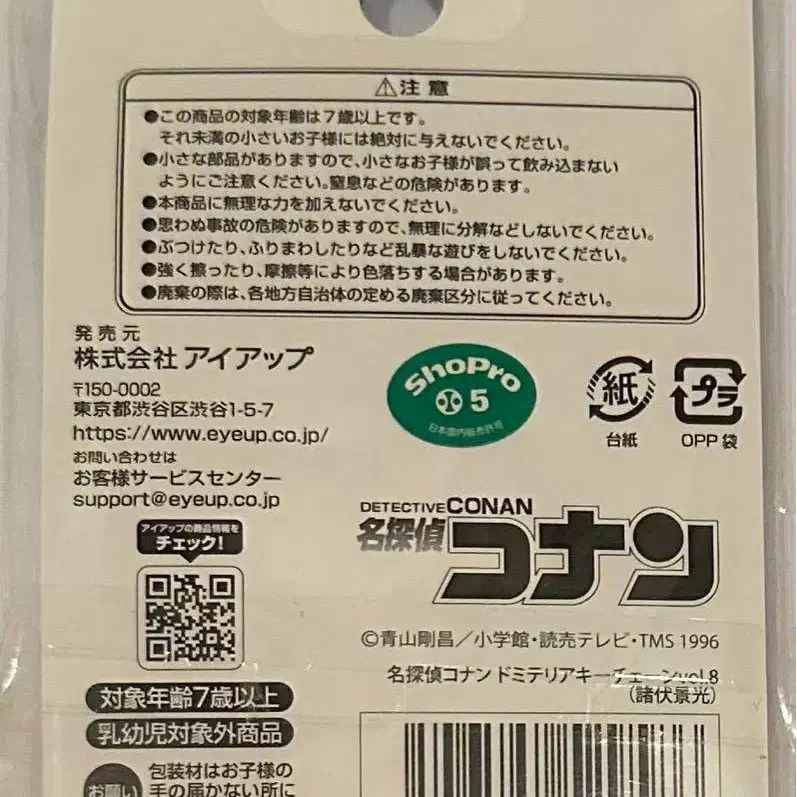 ⚠注意
●この商品の対象年齢は7歳以上です。
それ未満の小さいお子様には絶対に与えないでください。
●小さな部品がありますので、小さなお子様が誤って飲み込まない
ようにご注意ください。窒息などの危険があります。
●本商品に無理な力を加えないでください。
●思わぬ事故の危険がありますので、無理に分解などしないでください。
●ぶつけたり、ふりまわしたりなど乱暴な遊びをしないでください。
●強く擦ったり、摩擦等により色落ちする場合があります。
●廃棄の際は、各地方自治体の定める廃棄区分に従ってください。
発売元
株式会社 アイアップ
〒150-0002
東京都渋谷区渋谷1-5-7
https://www.eyeup.co.jp/
お問い合わせは
お客様サービスセンター
support@eyeup.co.jp
ShoPro
5
日本国内販売許可
紙
台紙
プラ
OPP 袋
アイアップの商品情報を
チェック!
DETECTIVE CONAN
名探偵コナン
©青山剛昌/小学館・読売テレビ・TMS 1996
名探偵コナン ドミテリアキーチェーンvol.8
(諸伏景光)
対象年齢7歳以上
乳幼児対象外商品
お願い
包装材はお子様の
手の届かない所に